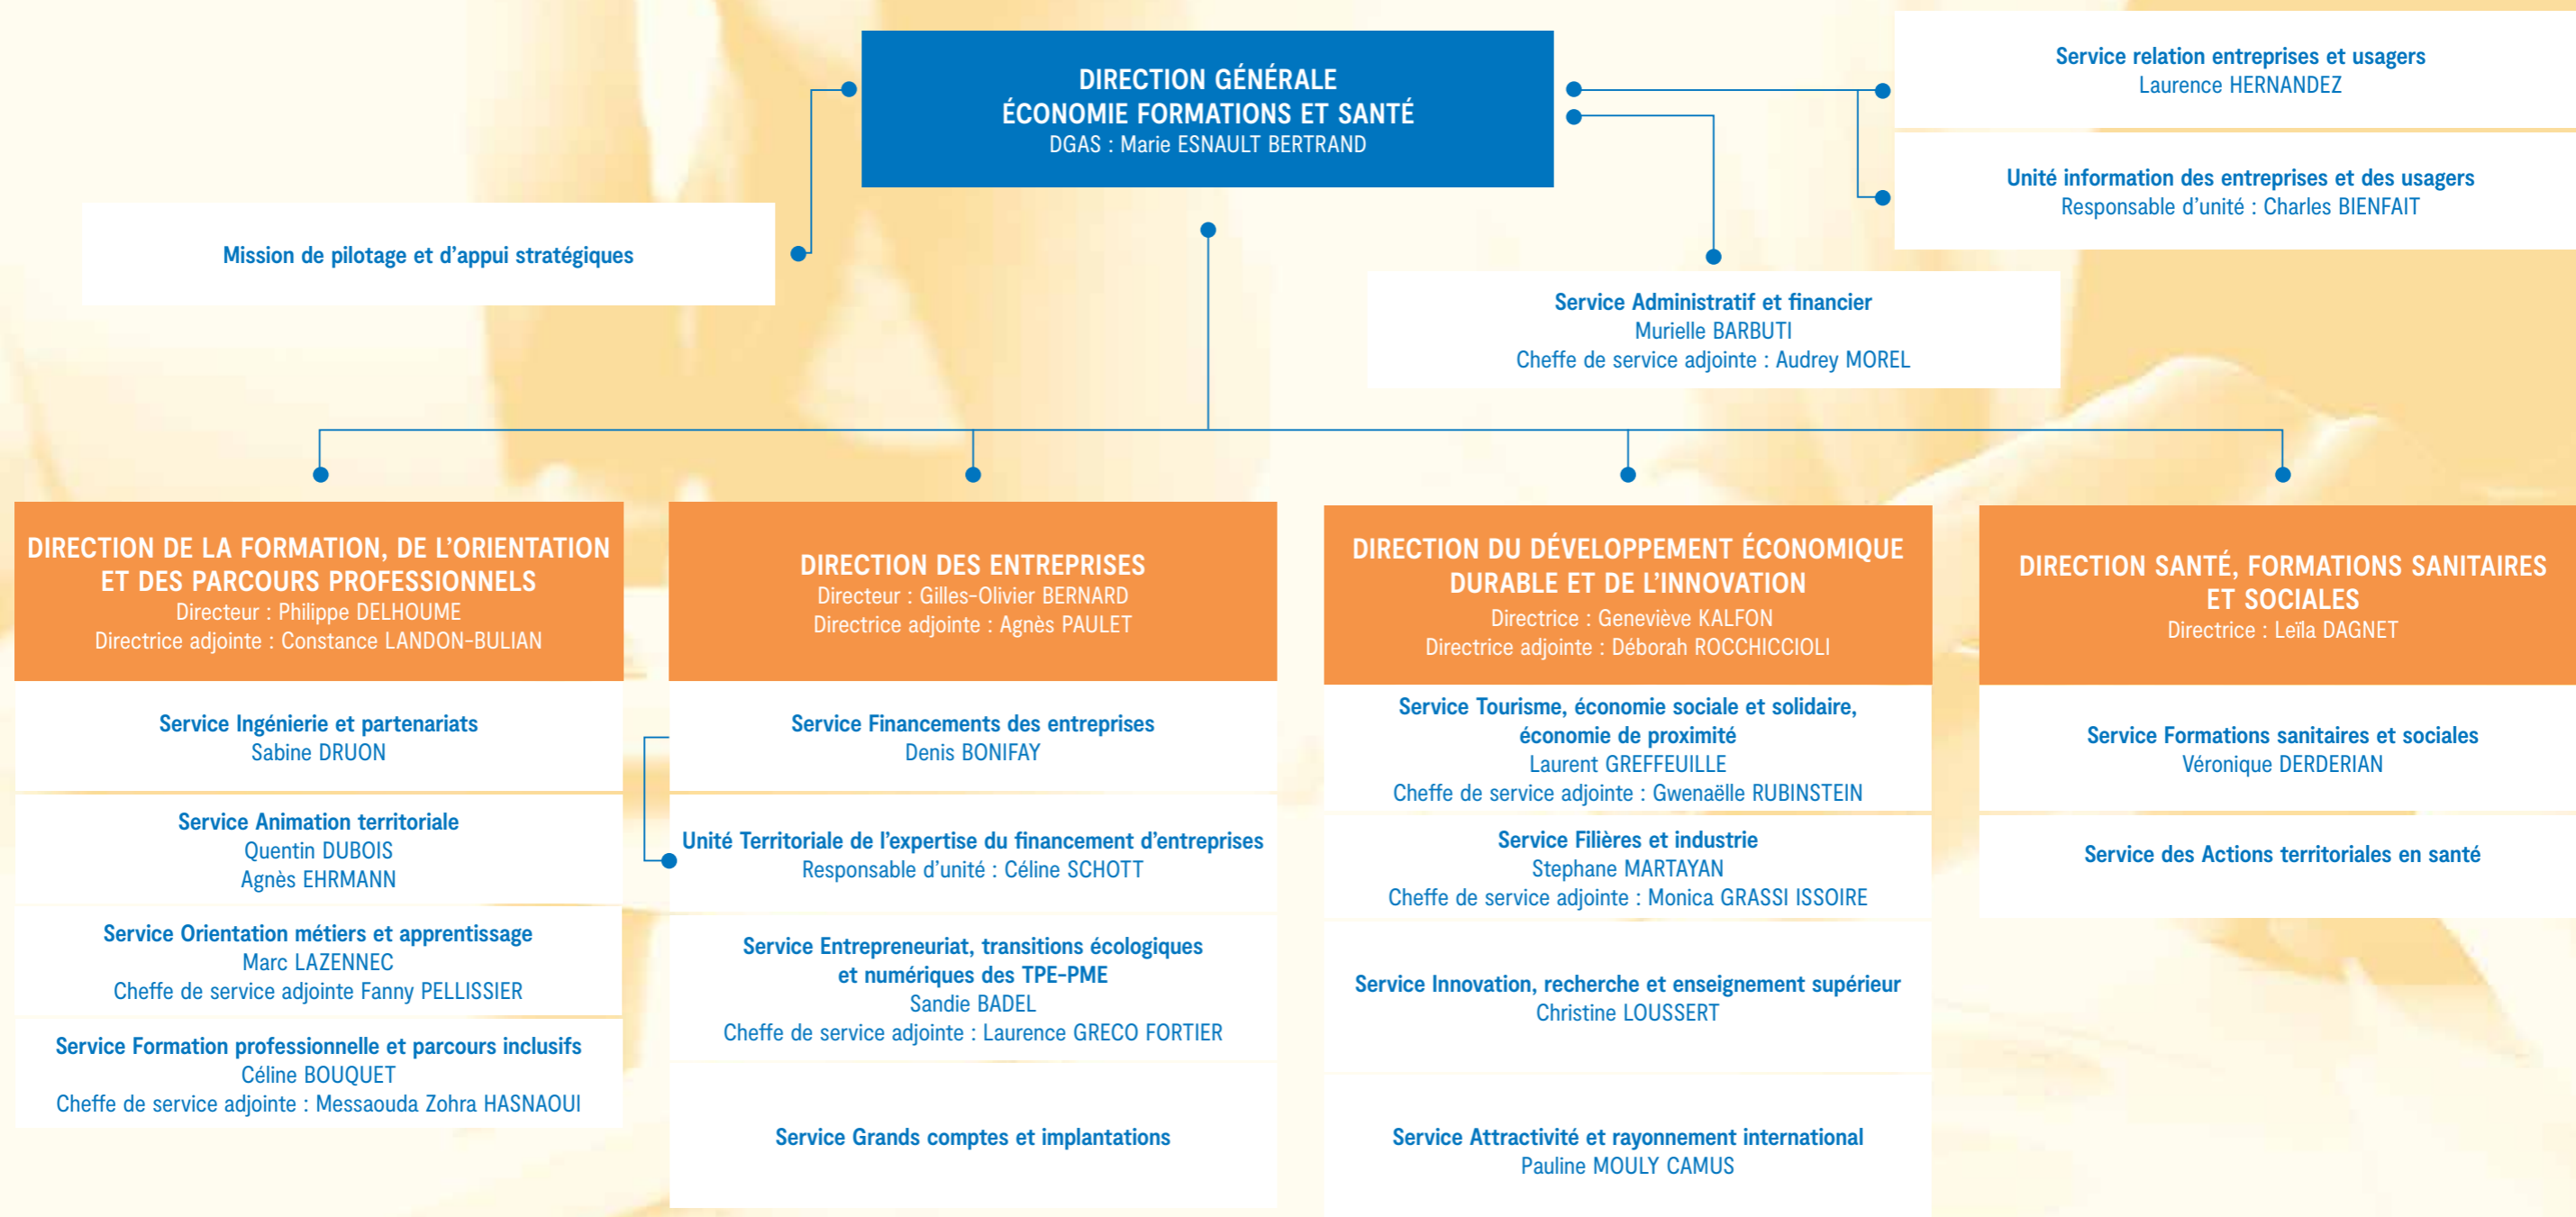 DIRECTION GÉNÉRALE
ÉCONOMIE FORMATIONS ET SANTÉ
DGAS : Marie ESNAULT BERTRAND
Service relation entreprises et usagers
Laurence HERNANDEZ
Unité information des entreprises et des usagers
Responsable d'unité : Charles BIENFAIT
Mission de pilotage et d'appui stratégiques
Service Administratif et financier
Murielle BARBUTI
Cheffe de service adjointe : Audrey MOREL
DIRECTION DE LA FORMATION, DE L'ORIENTATION
ET DES PARCOURS PROFESSIONNELS
Directeur : Philippe DELHOUME
Directrice adjointe : Constance LANDON-BULIAN
Service Ingénierie et partenariats
Sabine DRUON
Service Animation territoriale
Quentin DUBOIS
Agnès EHRMANN
Service Orientation métiers et apprentissage
Marc LAZENNEC
Cheffe de service adjointe Fanny PELLISSIER
Service Formation professionnelle et parcours inclusifs
Céline BOUQUET
Cheffe de service adjointe : Messaouda Zohra HASNAOUI
DIRECTION DES ENTREPRISES
Directeur : Gilles-Olivier BERNARD
Directrice adjointe : Agnès PAULET
Service Financements des entreprises
Denis BONIFAY
Unité Territoriale de l'expertise du financement d'entreprises
Responsable d'unité : Céline SCHOTT
Service Entrepreneuriat, transitions écologiques
et numériques des TPE-PME
Sandie BADEL
Cheffe de service adjointe : Laurence GRECO FORTIER
Service Grands comptes et implantations
DIRECTION DU DÉVELOPPEMENT ÉCONOMIQUE
DURABLE ET DE L'INNOVATION
Directrice : Geneviève KALFON
Directrice adjointe : Déborah ROCCHICCIOLI
Service Tourisme, économie sociale et solidaire,
économie de proximité
Laurent GREFFEUILLE
Cheffe de service adjointe : Gwenaëlle RUBINSTEIN
Service Filières et industrie
Stephane MARTAYAN
Cheffe de service adjointe : Monica GRASSI ISSOIRE
Service Innovation, recherche et enseignement supérieur
Christine LOUSSERT
Service Attractivité et rayonnement international
Pauline MOULY CAMUS
DIRECTION SANTÉ, FORMATIONS SANITAIRES
ET SOCIALES
Directrice : Leïla DAGNET
Service Formations sanitaires et sociales
Véronique DERDERIAN
Service des Actions territoriales en santé